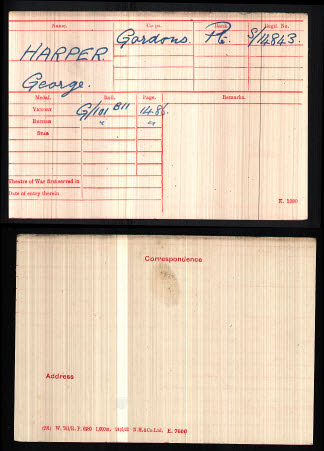 Name. Corps. Rank. Regtl. No.
HARPER. Gordons. Pte. S/14843.
George.
Medal. Roll. Page. Remarks.
VICTORY G/101 B11 1486.
BRITISH " "
STAR
Theatre of War first served in
Date of entry therein
K. 1380
Correspondence
Address